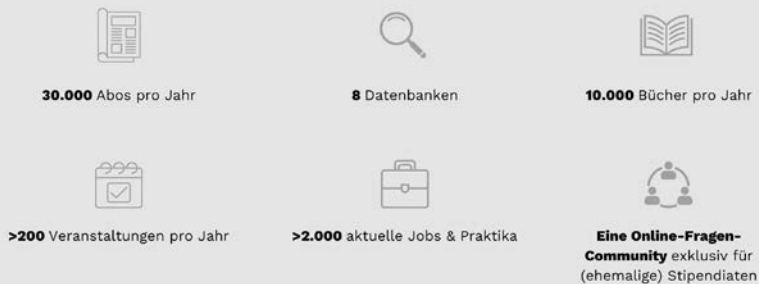 30.000 Abos pro Jahr
8 Datenbanken
10.000 Bücher pro Jahr
>200 Veranstaltungen pro Jahr
>2.000 aktuelle Jobs & Praktika
Eine Online-Fragen-
Community exklusiv für
(ehemalige) Stipendiaten